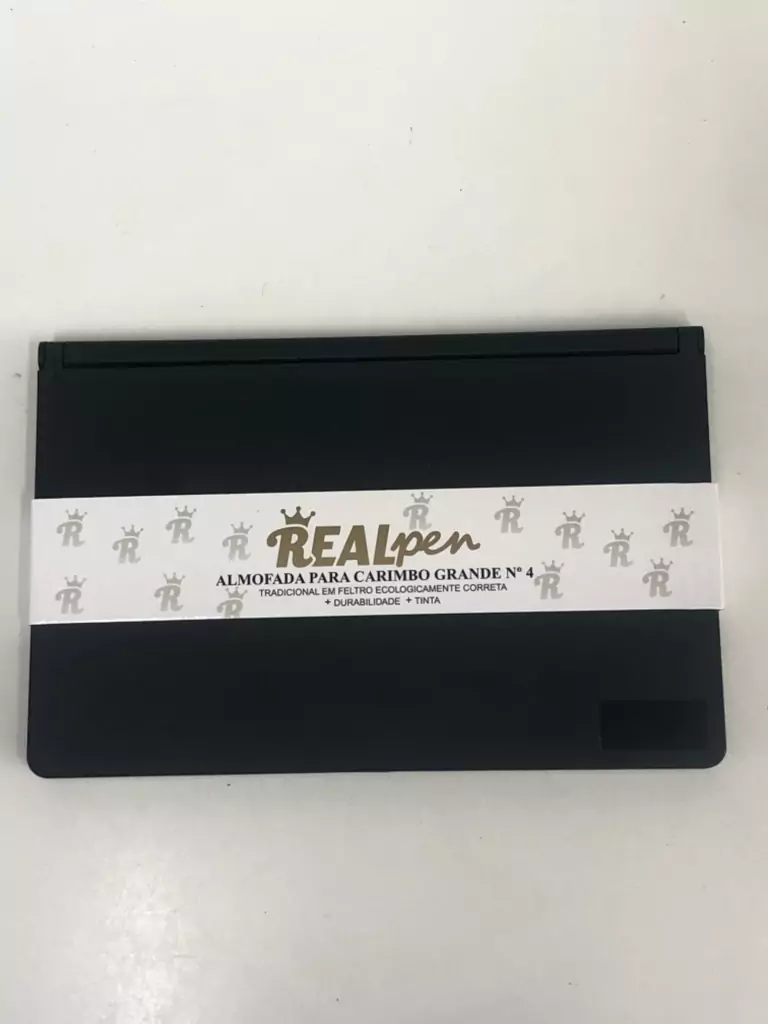 REALpen
ALMOFADA PARA CARIMBO GRANDE Nº 4
TRADICIONAL EM FELTRO ECOLOGICAMENTE CORRETA
+ DURABILIDADE + TINTA